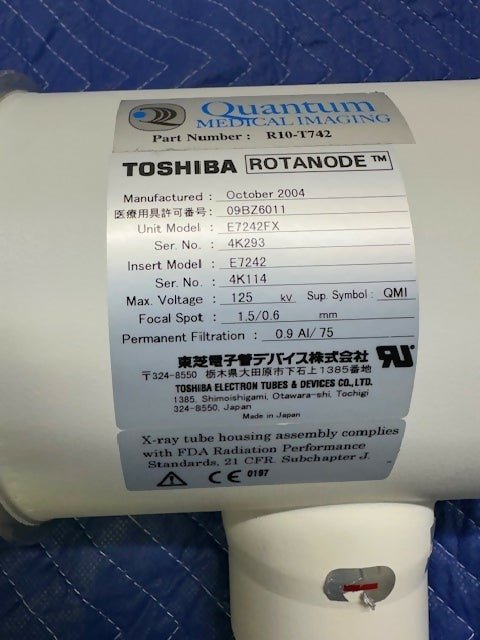 Quantum
MEDICAL IMAGING
Part Number : R10-T742
TOSHIBA ROTANODE™
Manufactured : October 2004
医療用具許可番号: 09BZ6011
Unit Model : E7242FX
Ser. No. : 4K293
Insert Model : E7242
Ser. No. : 4K114
Max. Voltage : 125 kV Sup. Symbol : QMI
Focal Spot : 1.5/0.6 mm
Permanent Filtration : 0.9 Al/75
東芝電子管デバイス株式会社
〒324-8550 栃木県大田原市下石上1385番地
TOSHIBA ELECTRON TUBES & DEVICES CO., LTD.
1385, Shimoishigami, Otawara-shi, Tochigi
324-8550, Japan
Made in Japan
X-ray tube housing assembly complies
with FDA Radiation Performance
Standards, 21 CFR. Subchapter J.
CE 0197